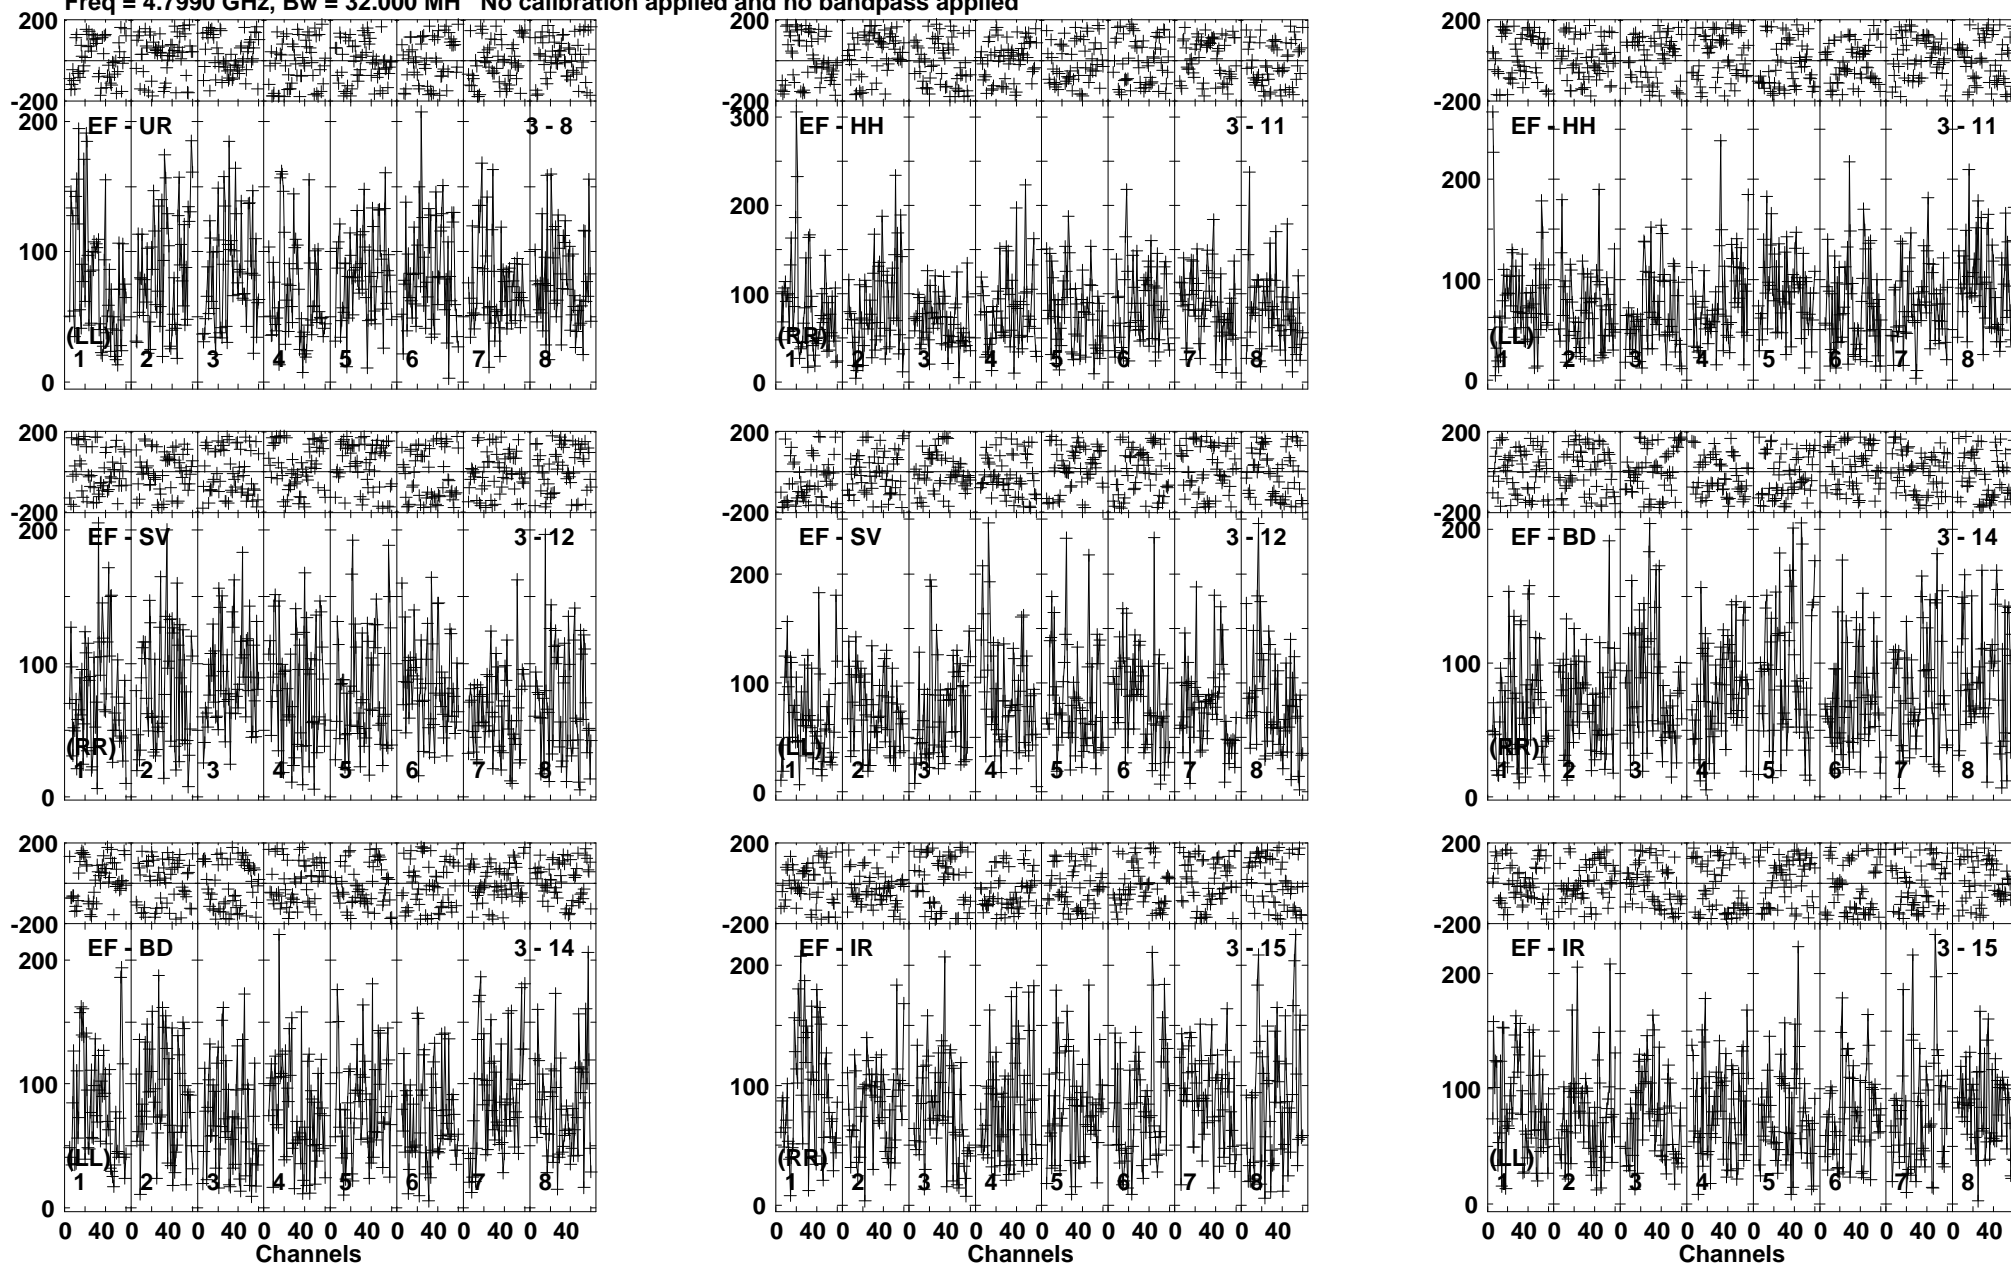 Freq = 4.7990 GHz, Bw = 32.000 MH No calibration applied and no bandpass applied
200 200 200
-200 -200 -200
200 EF - UR 3 - 8 300 EF - HH 3 - 11 EF - HH 3 - 11
200 200
100 100 100
(LL) (RR) (LL)
1 2 3 4 5 6 7 8 1 2 3 4 5 6 7 8 1 2 3 4 5 6 7 8
0 0 0
200 200 200
-200 -200 -200
200 EF - SV 3 - 12 EF - SV 3 - 12 200 EF - BD 3 - 14
200
100 100 100
(RR) (LL) (RR)
1 2 3 4 5 6 7 8 1 2 3 4 5 6 7 8 1 2 3 4 5 6 7 8
0 0 0
200 200 200
-200 -200 -200
EF - BD 3 - 14 EF - IR 3 - 15 EF - IR 3 - 15
200 200 200
100 100 100
(LL) (RR) (LL)
1 2 3 4 5 6 7 8 1 2 3 4 5 6 7 8 1 2 3 4 5 6 7 8
0 0 0
0 40 0 40 0 40 0 40 0 40 0 40 0 40 0 40 0 40 0 40 0 40 0 40 0 40 0 40 0 40 0 40 0 40 0 40 0 40 0 40 0 40 0 40 0 40 0 40
Channels Channels Channels